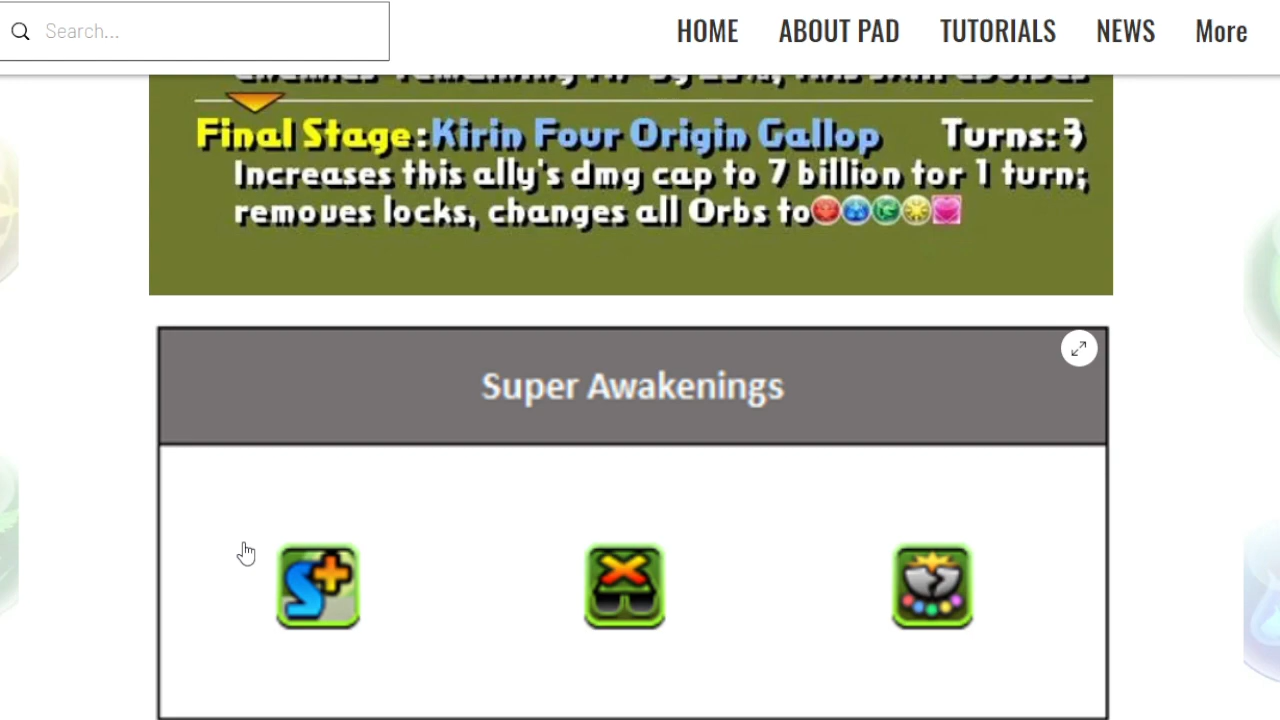 Search...
HOME ABOUT PAD TUTORIALS NEWS More
Final Stage:Kirin Four Origin Gallop Turns:3
Increases this ally's dmg cap to 7 billion for 1 turn;
removes locks, changes all Orbs to
Super Awakenings